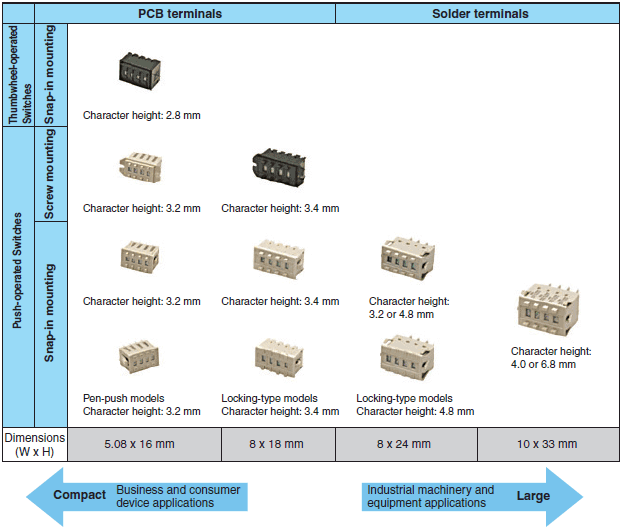 PCB terminals
Solder terminals
Thumbwheel-operated
Switches
Snap-in mounting
Character height: 2.8 mm
Push-operated Switches
Screw mounting
Character height: 3.2 mm
Character height: 3.4 mm
Snap-in mounting
Character height: 3.2 mm
Character height: 3.4 mm
Character height:
3.2 or 4.8 mm
Character height:
4.0 or 6.8 mm
Pen-push models
Character height: 3.2 mm
Locking-type models
Character height: 3.4 mm
Locking-type models
Character height: 4.8 mm
Dimensions
(W x H)
5.08 x 16 mm
8 x 18 mm
8 x 24 mm
10 x 33 mm
Compact
Business and consumer
device applications
Industrial machinery and
equipment applications
Large